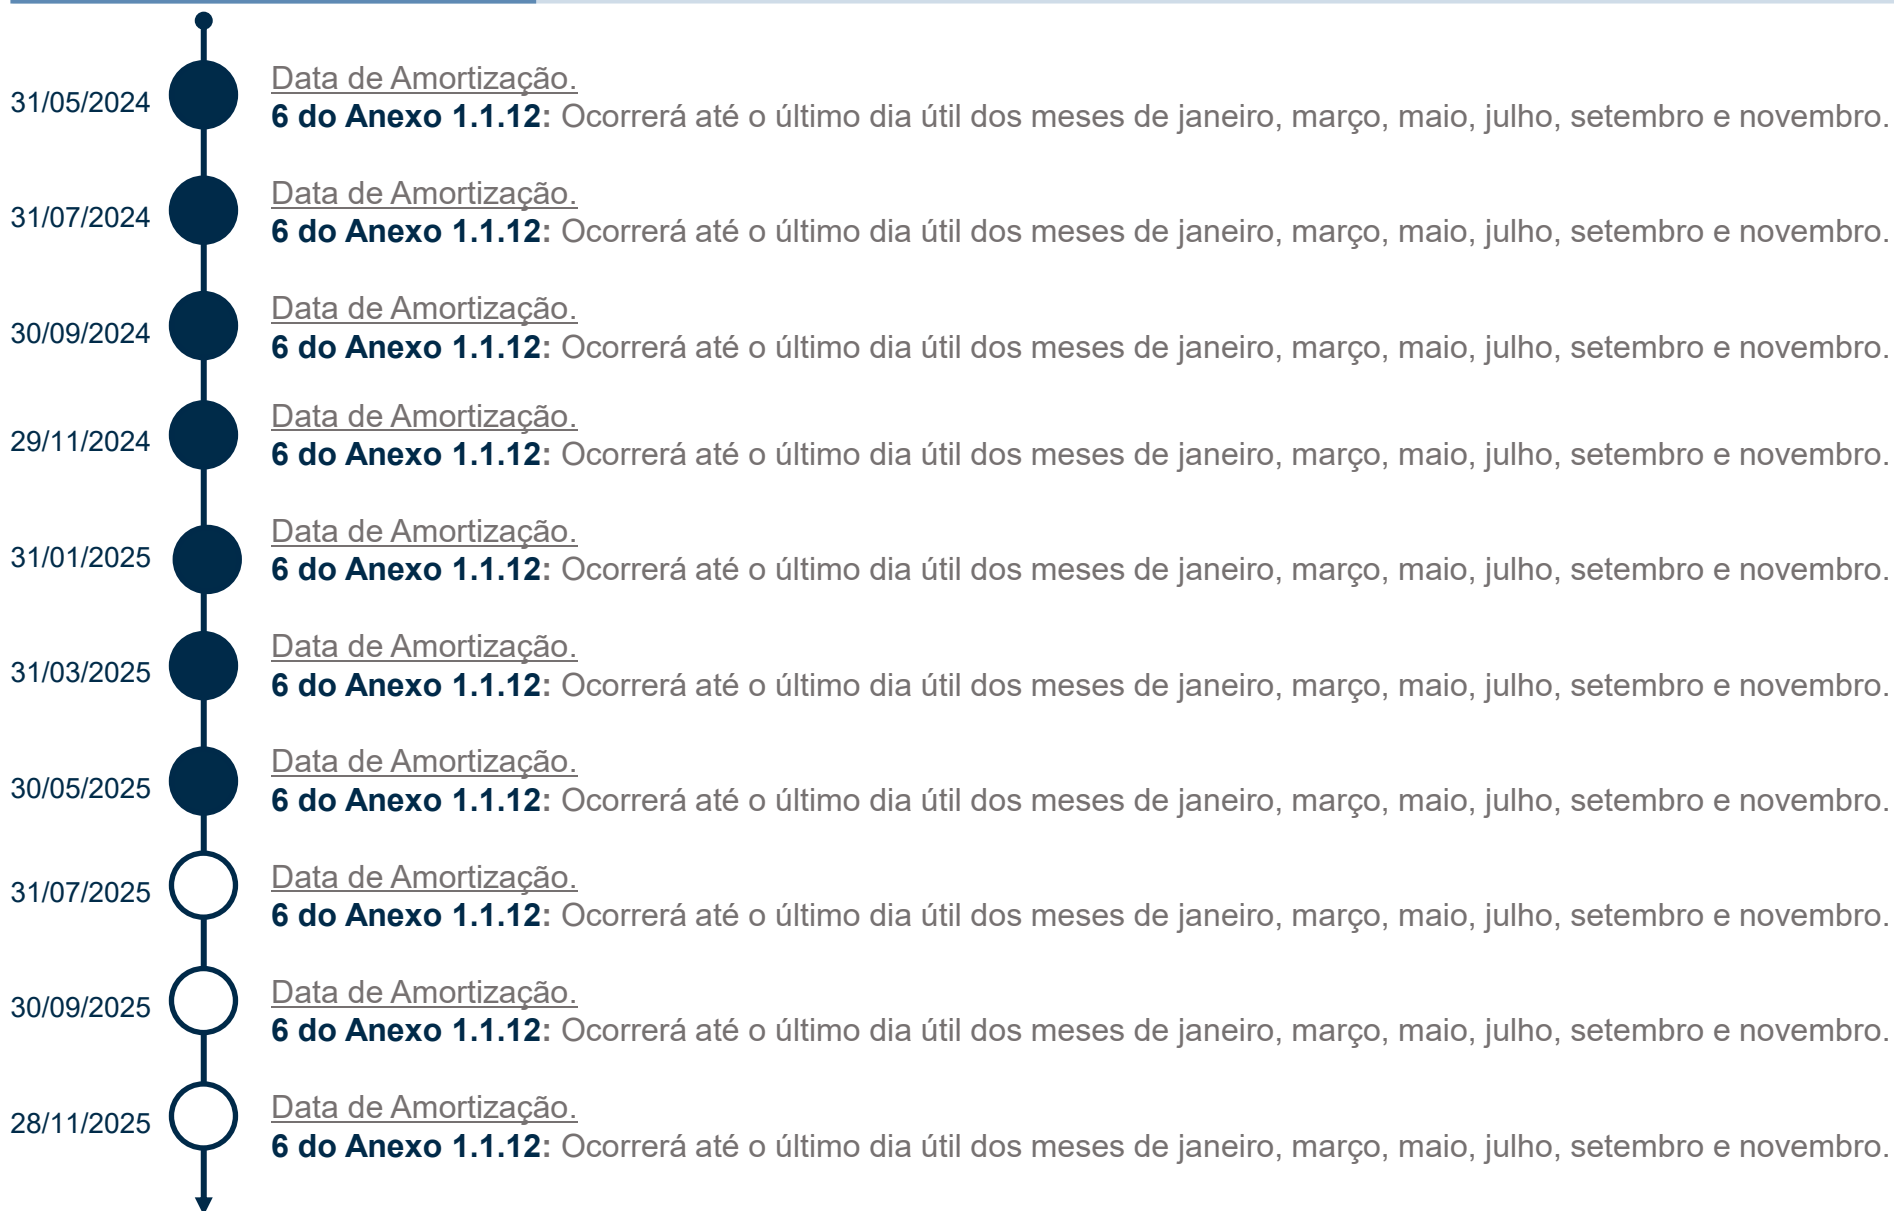 Data de Amortização.
31/05/2024
6 do Anexo 1.1.12: Ocorrerá até o último dia útil dos meses de janeiro, março, maio, julho, setembro e novembro.
Data de Amortização.
31/07/2024
6 do Anexo 1.1.12: Ocorrerá até o último dia útil dos meses de janeiro, março, maio, julho, setembro e novembro.
Data de Amortização.
30/09/2024
6 do Anexo 1.1.12: Ocorrerá até o último dia útil dos meses de janeiro, março, maio, julho, setembro e novembro.
Data de Amortização.
29/11/2024
6 do Anexo 1.1.12: Ocorrerá até o último dia útil dos meses de janeiro, março, maio, julho, setembro e novembro.
Data de Amortização.
31/01/2025
6 do Anexo 1.1.12: Ocorrerá até o último dia útil dos meses de janeiro, março, maio, julho, setembro e novembro.
Data de Amortização.
31/03/2025
6 do Anexo 1.1.12: Ocorrerá até o último dia útil dos meses de janeiro, março, maio, julho, setembro e novembro.
Data de Amortização.
30/05/2025
6 do Anexo 1.1.12: Ocorrerá até o último dia útil dos meses de janeiro, março, maio, julho, setembro e novembro.
Data de Amortização.
31/07/2025
6 do Anexo 1.1.12: Ocorrerá até o último dia útil dos meses de janeiro, março, maio, julho, setembro e novembro.
Data de Amortização.
30/09/2025
6 do Anexo 1.1.12: Ocorrerá até o último dia útil dos meses de janeiro, março, maio, julho, setembro e novembro.
Data de Amortização.
28/11/2025
6 do Anexo 1.1.12: Ocorrerá até o último dia útil dos meses de janeiro, março, maio, julho, setembro e novembro.